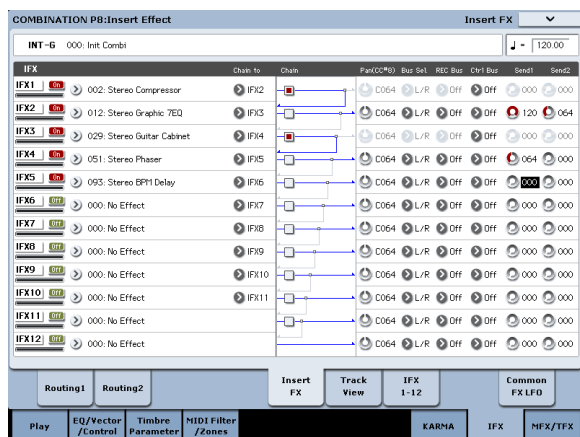 COMBINATION P8:Insert Effect Insert FX
INT-G 000: Init Combi ♩ = 120.00
IFX Chain to Chain Pan(CC#8) Bus Sel. REC Bus Ctrl Bus Send1 Send2
IFX1 On 002: Stereo Compressor IFX2 C064 L/R Off Off 000 000
IFX2 On 012: Stereo Graphic 7EQ IFX3 C064 L/R Off Off 120 064
IFX3 On 029: Stereo Guitar Cabinet IFX4 C064 L/R Off Off 000 000
IFX4 On 051: Stereo Phaser IFX5 C064 L/R Off Off 064 000
IFX5 On 093: Stereo BPM Delay IFX6 C064 L/R Off Off 000 000
IFX6 Off 000: No Effect IFX7 C064 L/R Off Off 000 000
IFX7 Off 000: No Effect IFX8 C064 L/R Off Off 000 000
IFX8 Off 000: No Effect IFX9 C064 L/R Off Off 000 000
IFX9 Off 000: No Effect IFX10 C064 L/R Off Off 000 000
IFX10 Off 000: No Effect IFX11 C064 L/R Off Off 000 000
IFX11 Off 000: No Effect C064 L/R Off Off 000 000
IFX12 Off 000: No Effect C064 L/R Off Off 000 000
Routing1 Routing2 Insert FX Track View IFX 1-12 Common FX LFO
Play EQ/Vector /Control Timbre Parameter MIDI Filter /Zones KARMA IFX MFX/TFX